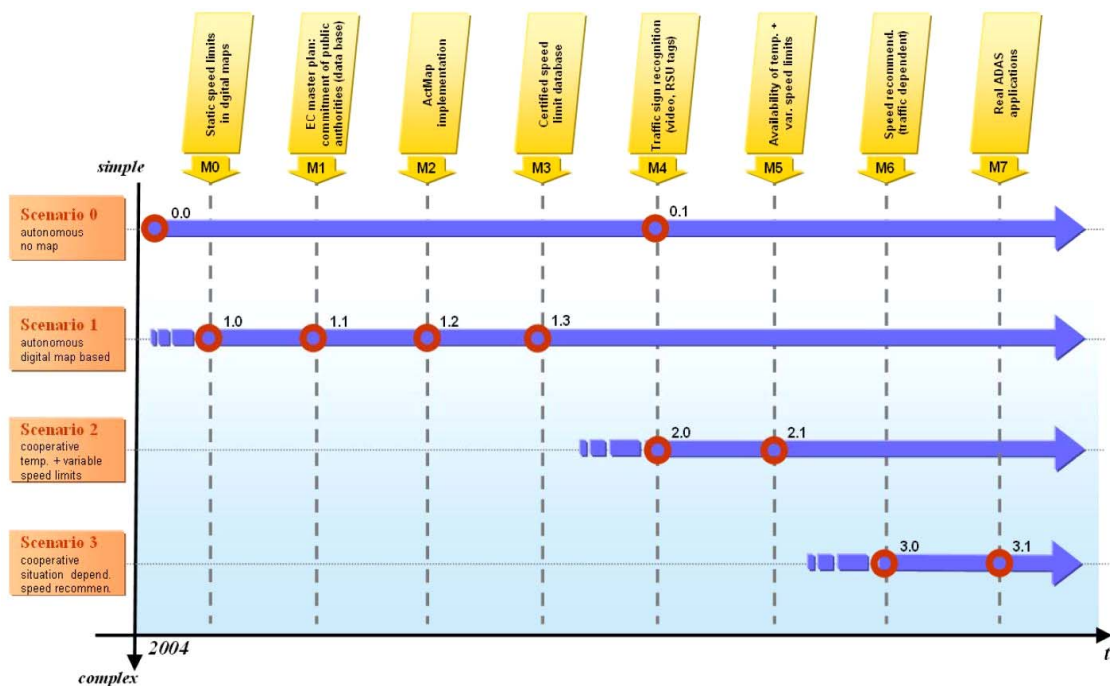 Static speed limits
in dgital maps
EC master plan:
commitment of public
authorities (data base)
ActMap
implementation
Certified speed
limit database
Traffic sign recognition
(video, RSU tags)
Availability of temp. +
var. speed limits
Speed recommend.
(traffic dependent)
Real ADAS
applications
simple
M0
M1
M2
M3
M4
M5
M6
M7
Scenario 0
autonomous
no map
0.0
0.1
Scenario 1
autonomous
digital map based
1.0
1.1
1.2
1.3
Scenario 2
cooperative
temp. + variable
speed limits
2.0
2.1
Scenario 3
cooperative
situation depend.
speed recommen.
3.0
3.1
2004
t
complex